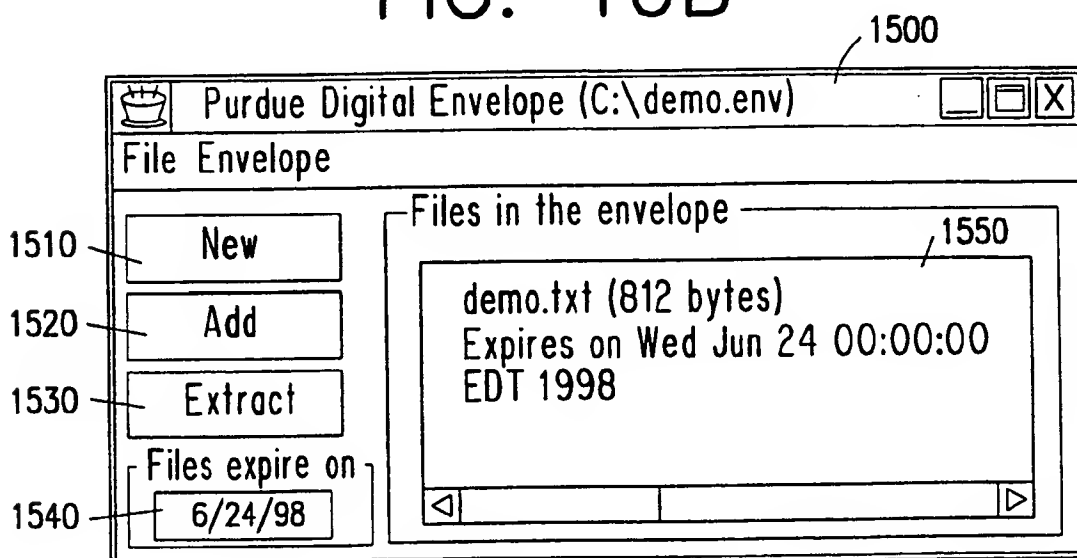 1500
Purdue Digital Envelope (C:\demo.env)
File Envelope
1510
New
1520
Add
1530
Extract
Files expire on
1540
6/24/98
Files in the envelope
1550
demo.txt (812 bytes)
Expires on Wed Jun 24 00:00:00
EDT 1998